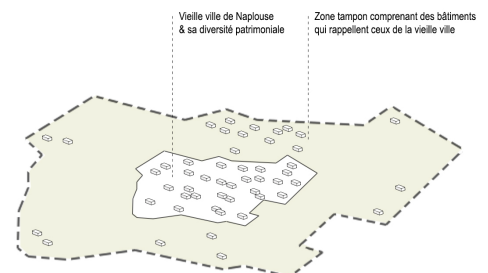 Vieille ville de Naplouse
& sa diversité patrimoniale
Zone tampon comprenant des bâtiments
qui rappellent ceux de la vieille ville